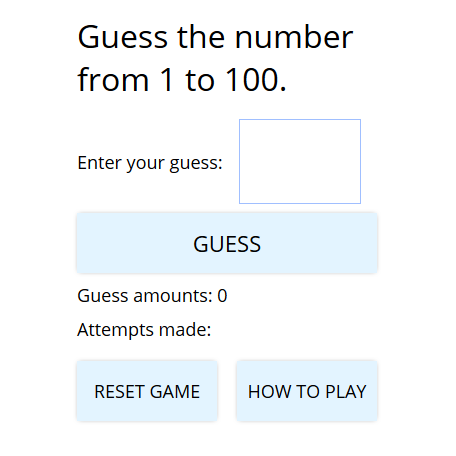 Guess the number
from 1 to 100.
Enter your guess:
GUESS
Guess amounts: 0
Attempts made:
RESET GAME
HOW TO PLAY